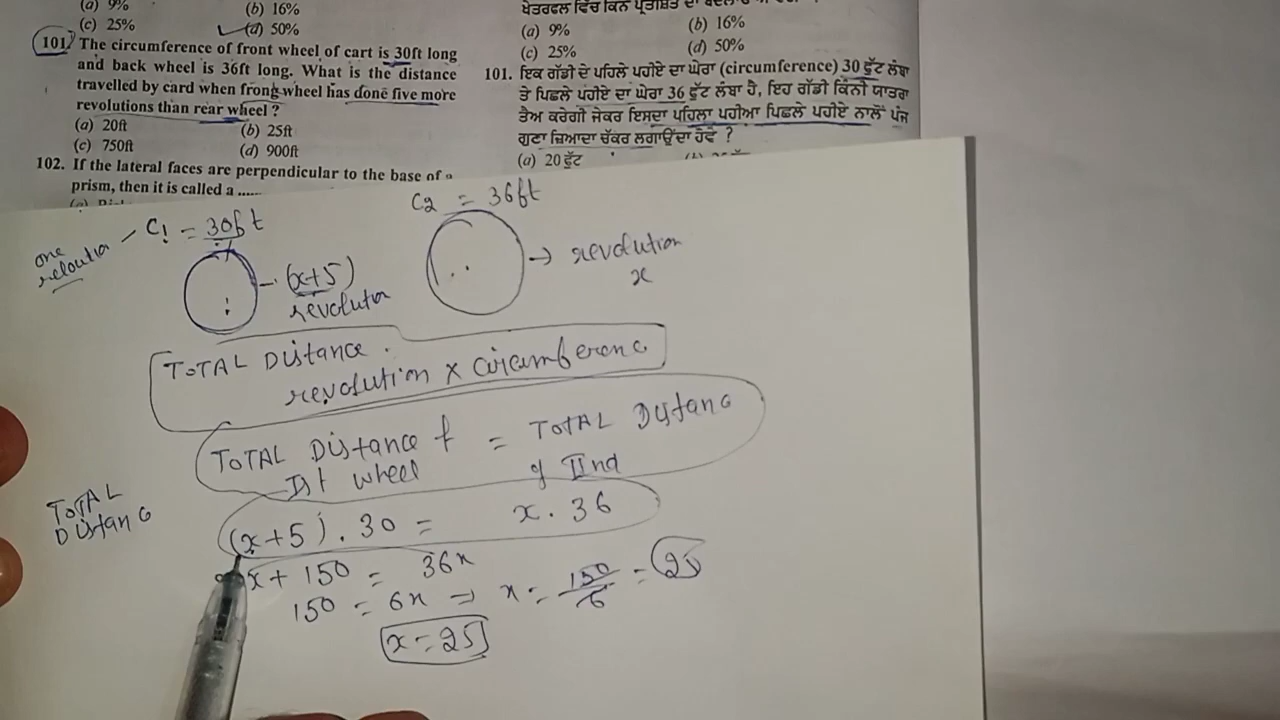 (a) 9%
(b) 16%
(c) 25%
(d) 50%
101. The circumference of front wheel of cart is 30ft long
and back wheel is 36ft long. What is the distance
travelled by card when frong wheel has done five more
revolutions than rear wheel ?
(a) 20ft
(b) 25ft
(c) 750ft
(d) 900ft
102. If the lateral faces are perpendicular to the base of a
prism, then it is called a .....
(a) 9%
(b) 16%
(c) 25%
(d) 50%
101. ਇਕ ਗੱਡੀ ਦੇ ਪਹਿਲੇ ਪਹੀਏ ਦਾ ਘੇਰਾ (circumference) 30 ਫੁੱਟ ਲੰਬਾ
ਤੇ ਪਿਛਲੇ ਪਹੀਏ ਦਾ ਘੇਰਾ 36 ਫੁੱਟ ਲੰਬਾ ਹੈ, ਇਹ ਗੱਡੀ ਕਿੰਨੀ ਯਾਤਰਾ
ਤੈਅ ਕਰੇਗੀ ਜੇਕਰ ਇਸਦਾ ਪਹਿਲਾ ਪਹੀਆ ਪਿਛਲੇ ਪਹੀਏ ਨਾਲੋਂ ਪੰਜ
ਗੁਣਾ ਜ਼ਿਆਦਾ ਚੱਕਰ ਲਗਾਉਂਦਾ ਹੋਵੇ ?
(a) 20 ਫੁੱਟ
one
C1 = 30ft
C2 = 36ft
(x+5)
revolution
x
TOTAL Distance
revolution x circumference
TOTAL Distance of = TOTAL Distanc
Ist wheel of IInd
TOTAL
Distanc
(x+5) . 30 = x . 36
x + 150 = 36x
150 = 6x → x = 150/6 = 25
x = 25